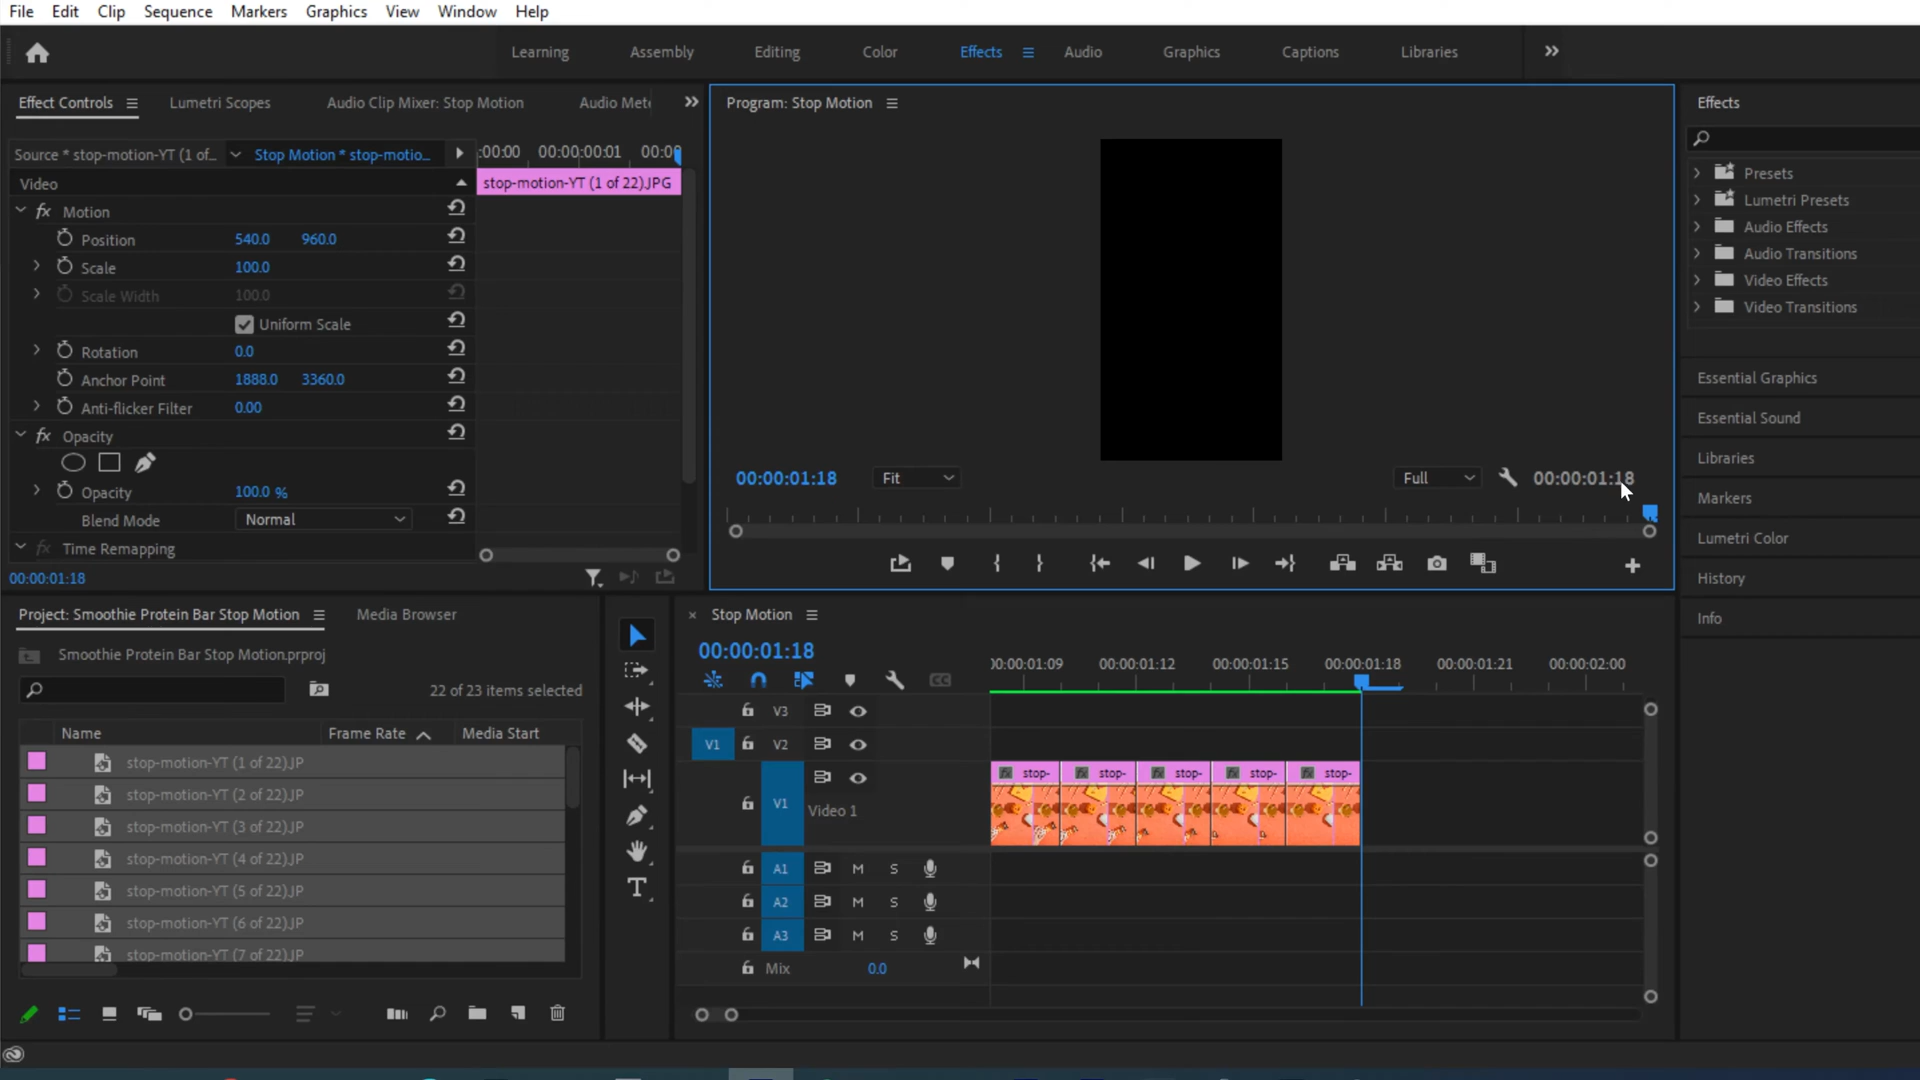 File Edit Clip Sequence Markers Graphics View Window Help
Learning Assembly Editing Color Effects Audio Graphics Captions Libraries
Effect Controls Lumetri Scopes Audio Clip Mixer: Stop Motion Audio Mete
Source * stop-motion-YT (1 of... Stop Motion * stop-motio...
:00:00 00:00:00:01 00:00
Video
stop-motion-YT (1 of 22).JPG
Motion
Position 540.0 960.0
Scale 100.0
Scale Width 100.0
Uniform Scale
Rotation 0.0
Anchor Point 1888.0 3360.0
Anti-flicker Filter 0.00
Opacity
Opacity 100.0 %
Blend Mode Normal
Time Remapping
00:00:01:18
Program: Stop Motion
00:00:01:18 Fit Full 00:00:01:18
Effects
Presets
Lumetri Presets
Audio Effects
Audio Transitions
Video Effects
Video Transitions
Essential Graphics
Essential Sound
Libraries
Markers
Lumetri Color
History
Info
Project: Smoothie Protein Bar Stop Motion Media Browser
Smoothie Protein Bar Stop Motion.prproj
22 of 23 items selected
Name Frame Rate Media Start
stop-motion-YT (1 of 22).JP
stop-motion-YT (2 of 22).JP
stop-motion-YT (3 of 22).JP
stop-motion-YT (4 of 22).JP
stop-motion-YT (5 of 22).JP
stop-motion-YT (6 of 22).JP
stop-motion-YT (7 of 22).JP
× Stop Motion
00:00:01:18
00:00:01:09 00:00:01:12 00:00:01:15 00:00:01:18 00:00:01:21 00:00:02:00
CC
V3
V1 V2
fx stop- fx stop- fx stop- fx stop- fx stop-
V1 Video 1
A1 M S
A2 M S
A3 M S
Mix 0.0